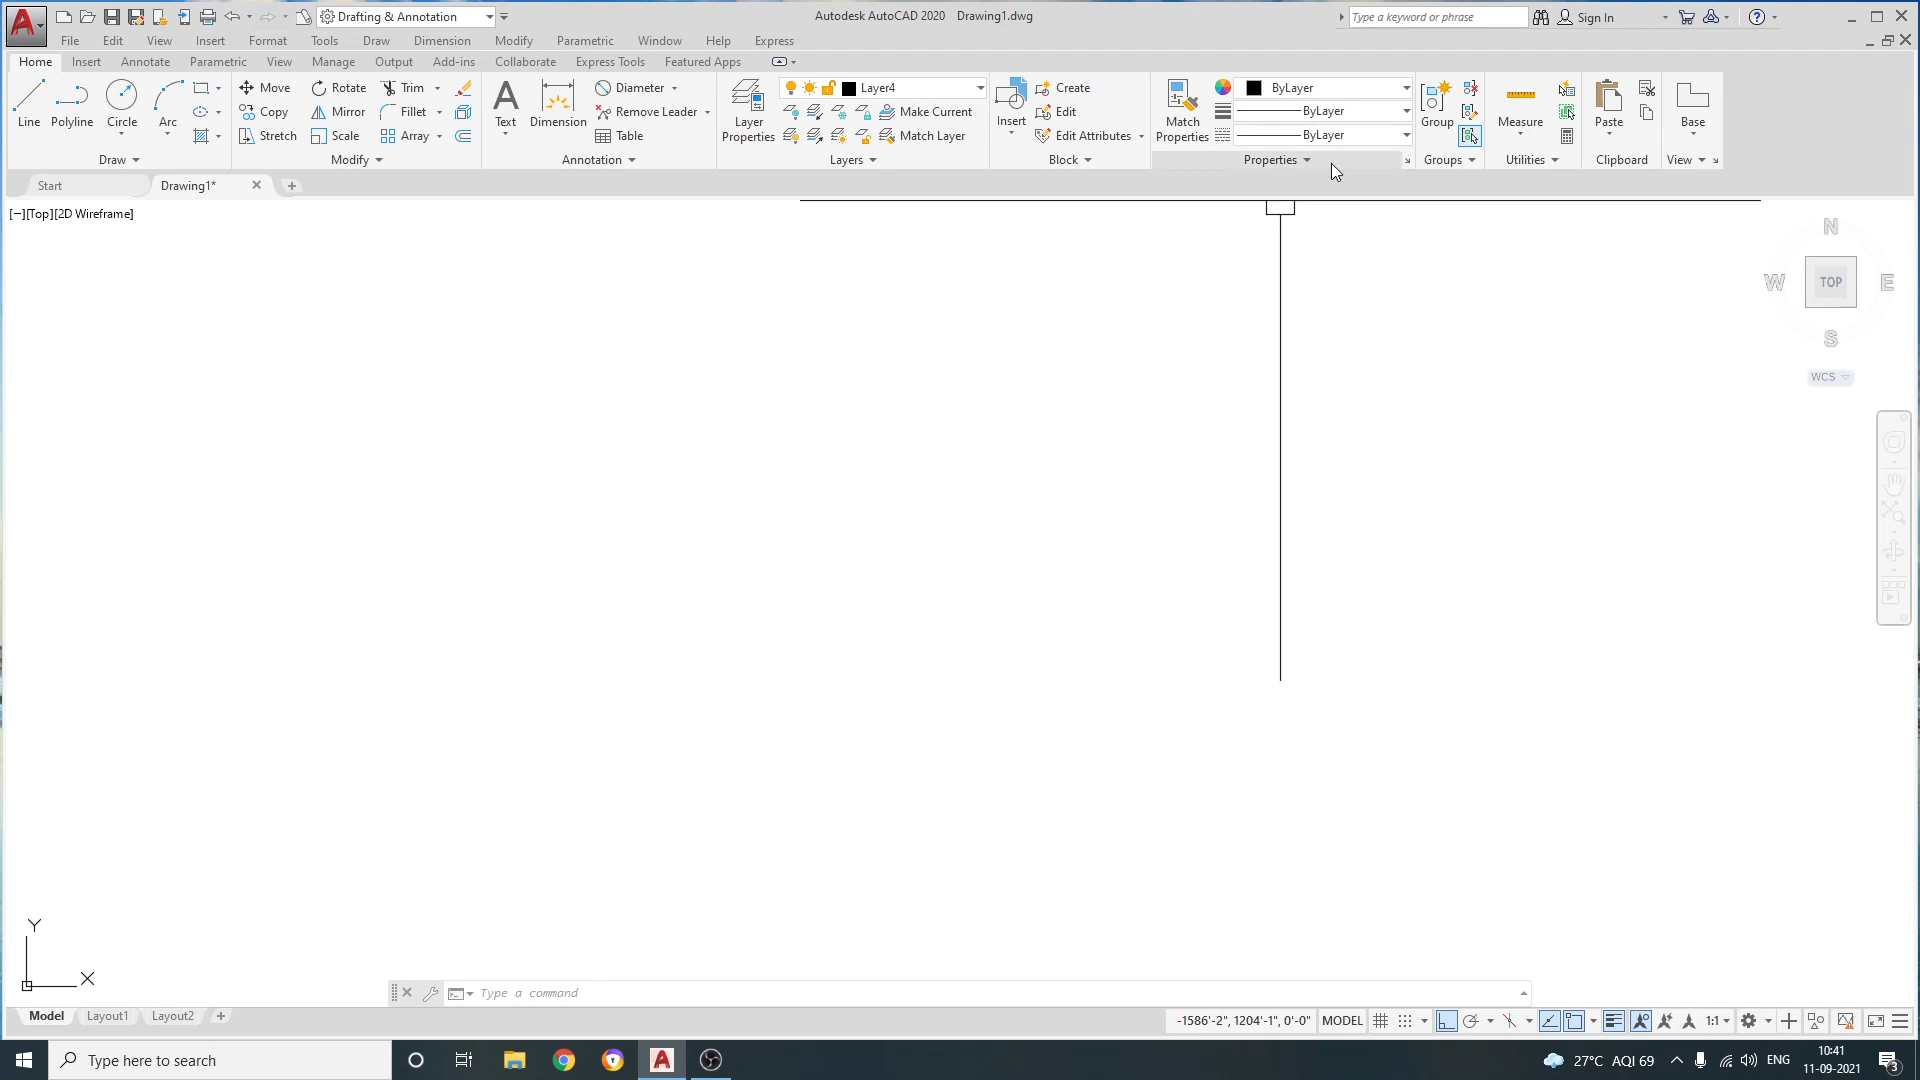 Drafting & Annotation
Autodesk AutoCAD 2020 Drawing1.dwg
Type a keyword or phrase
Sign In
File Edit View Insert Format Tools Draw Dimension Modify Parametric Window Help Express
Home Insert Annotate Parametric View Manage Output Add-ins Collaborate Express Tools Featured Apps
Line Polyline Circle Arc
Draw
Move Rotate Trim
Copy Mirror Fillet
Stretch Scale Array
Modify
Text Dimension
Diameter
Remove Leader
Table
Annotation
Layer Properties
Layer4
Make Current
Match Layer
Layers
Insert
Create
Edit
Edit Attributes
Block
Match Properties
ByLayer
ByLayer
ByLayer
Properties
Group
Groups
Measure
Utilities
Paste
Clipboard
Base
View
Start
Drawing1*
[−][Top][2D Wireframe]
N
W TOP E
S
WCS
Y
X
Type a command
Model Layout1 Layout2
-1586'-2", 1204'-1", 0'-0" MODEL
1:1
Type here to search
27°C AQI 69
ENG
10:41
11-09-2021
3